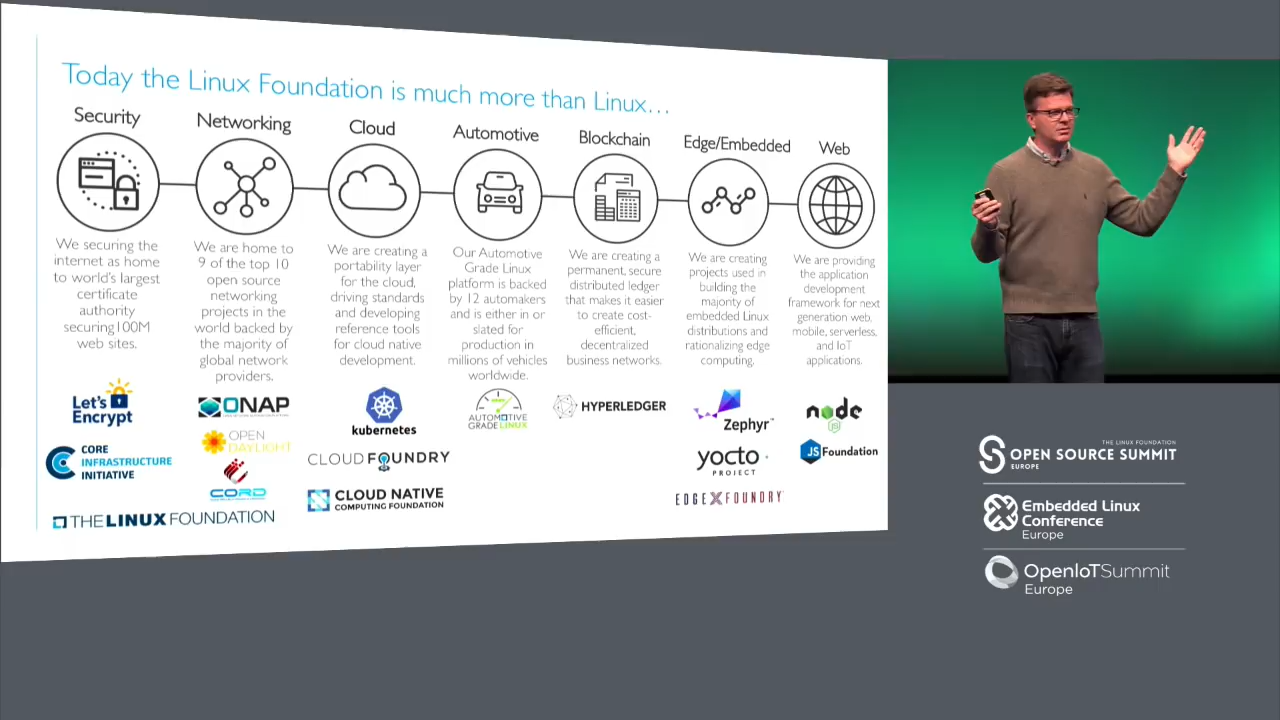 Today the Linux Foundation is much more than Linux…
Security
We securing the
internet as home
to world's largest
certificate
authority
securing100M
web sites.
Let's
Encrypt
CORE
INFRASTRUCTURE
INITIATIVE
THE LINUX FOUNDATION
Networking
We are home to
9 of the top 10
open source
networking
projects in the
world backed by
the majority of
global network
providers.
ONAP
OPEN
DAYLIGHT
CORD
Cloud
We are creating a
portability layer
for the cloud,
driving standards
and developing
reference tools
for cloud native
development.
kubernetes
CLOUD FOUNDRY
CLOUD NATIVE
COMPUTING FOUNDATION
Automotive
Our Automotive
Grade Linux
platform is backed
by 12 automakers
and is either in or
slated for
production in
millions of vehicles
worldwide.
AUTOMOTIVE
GRADELINUX
Blockchain
We are creating a
permanent, secure
distributed ledger
that makes it easier
to create cost-
efficient,
decentralized
business networks.
HYPERLEDGER
Edge/Embedded
We are creating
projects used in
building the
majority of
embedded Linux
distributions and
rationalizing edge
computing.
Zephyr™
yocto
PROJECT
EDGE X FOUNDRY
Web
We are providing
the application
development
framework for next
generation web,
mobile, serverless,
and IoT
applications.
node
JS
JS Foundation
THE LINUX FOUNDATION
OPEN SOURCE SUMMIT
EUROPE
Embedded Linux
Conference
Europe
OpenIoTSummit
Europe